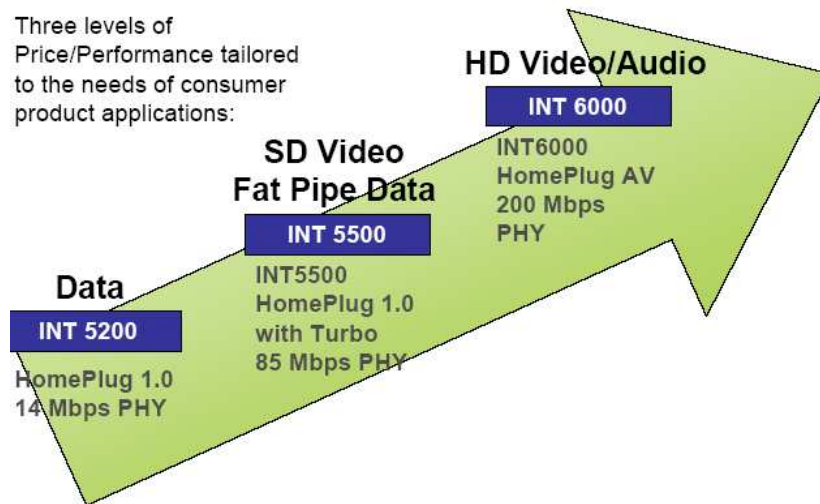 Three levels of
Price/Performance tailored
to the needs of consumer
product applications:
HD Video/Audio
INT 6000
INT6000
HomePlug AV
200 Mbps
PHY
SD Video
Fat Pipe Data
INT 5500
INT5500
HomePlug 1.0
with Turbo
85 Mbps PHY
Data
INT 5200
HomePlug 1.0
14 Mbps PHY